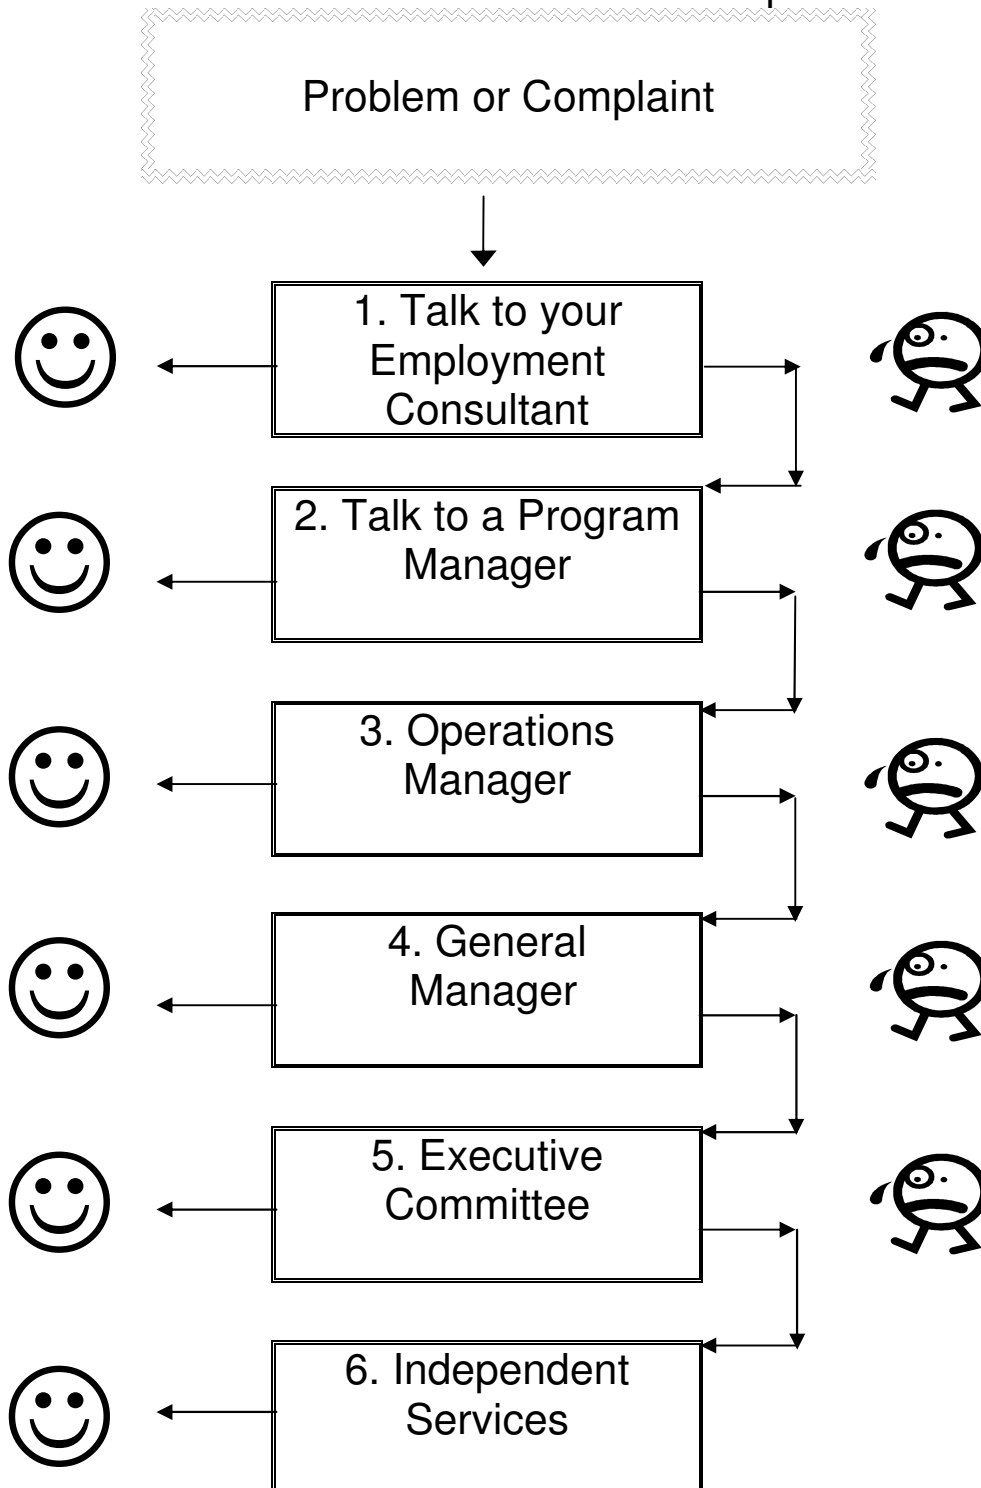 Problem or Complaint
1. Talk to your
Employment
Consultant
2. Talk to a Program
Manager
3. Operations
Manager
4. General
Manager
5. Executive
Committee
6. Independent
Services